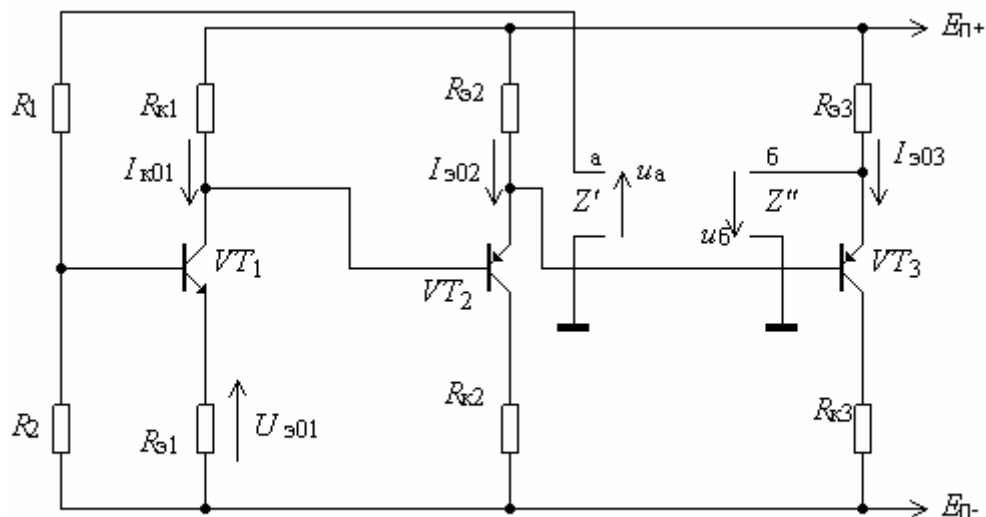 Eп+
R1
Rк1
Rэ2
Rэ3
Iк01
Iэ02
а
uа
Z'
б
uб
Z"
Iэ03
VT1
VT2
VT3
R2
Rэ1
Uэ01
Rк2
Rк3
Eп-